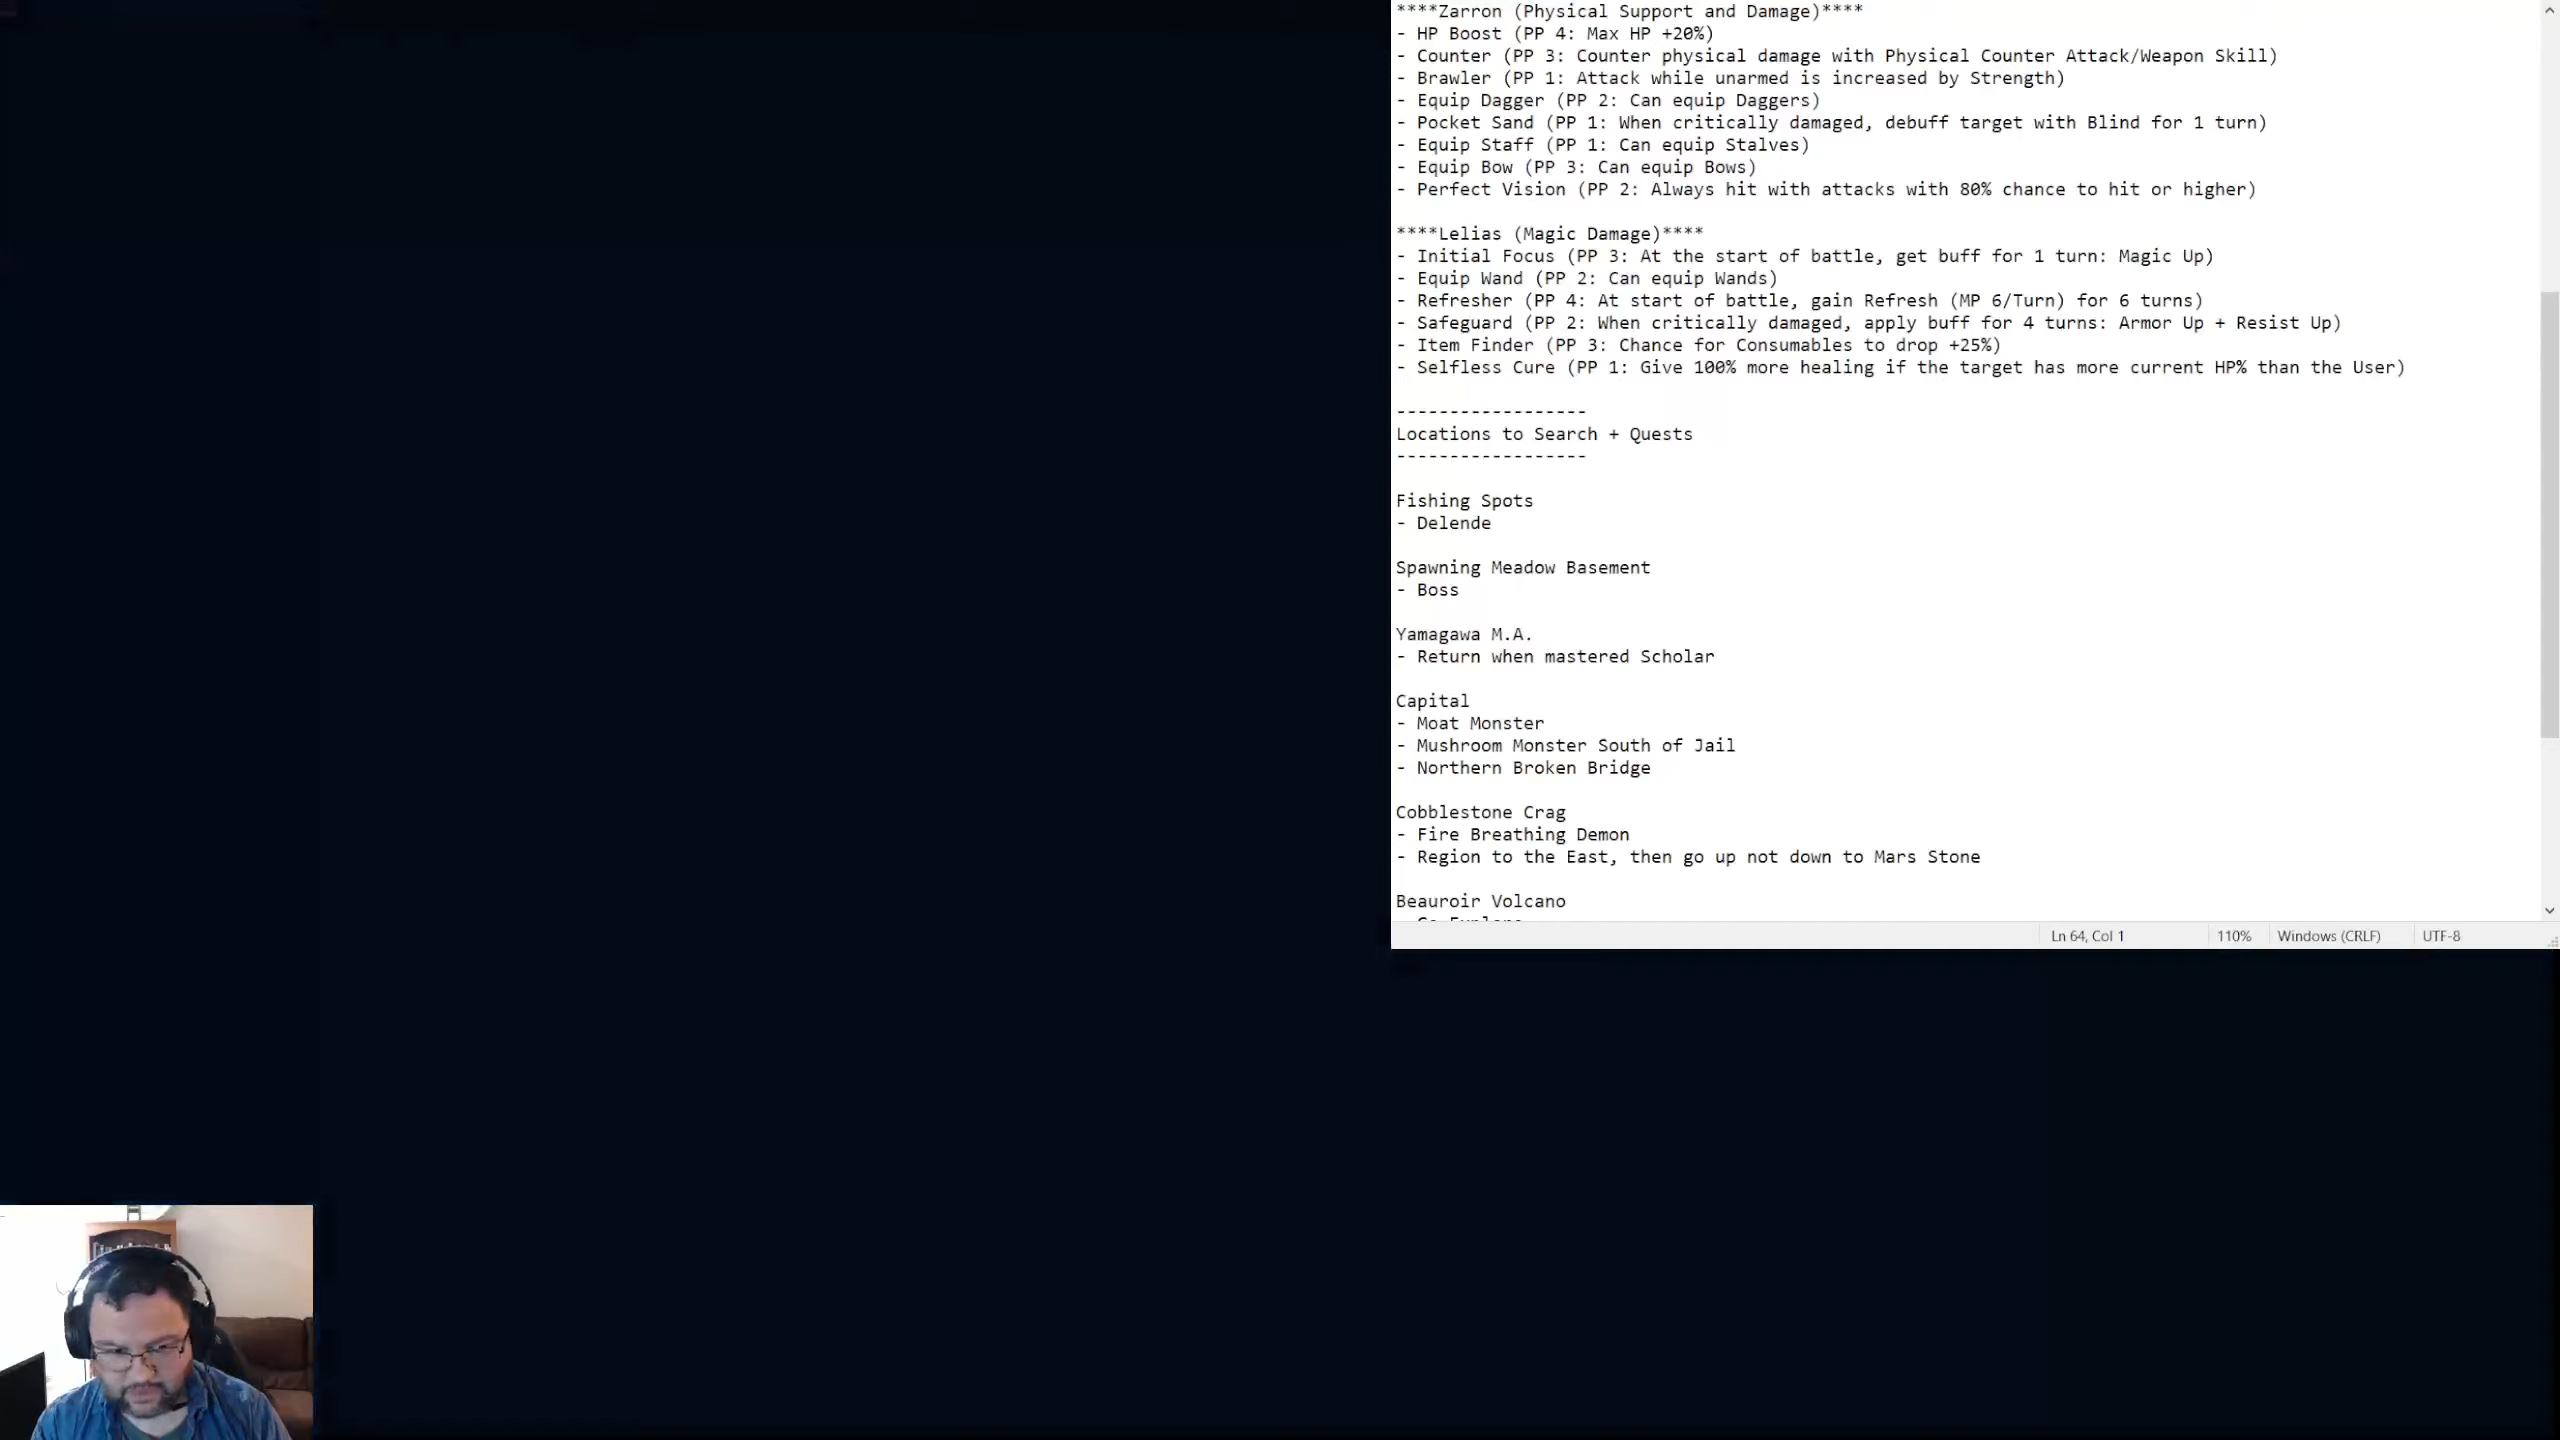 ****Zarron (Physical Support and Damage)****
- HP Boost (PP 4: Max HP +20%)
- Counter (PP 3: Counter physical damage with Physical Counter Attack/Weapon Skill)
- Brawler (PP 1: Attack while unarmed is increased by Strength)
- Equip Dagger (PP 2: Can equip Daggers)
- Pocket Sand (PP 1: When critically damaged, debuff target with Blind for 1 turn)
- Equip Staff (PP 1: Can equip Stalves)
- Equip Bow (PP 3: Can equip Bows)
- Perfect Vision (PP 2: Always hit with attacks with 80% chance to hit or higher)
****Lelias (Magic Damage)****
- Initial Focus (PP 3: At the start of battle, get buff for 1 turn: Magic Up)
- Equip Wand (PP 2: Can equip Wands)
- Refresher (PP 4: At start of battle, gain Refresh (MP 6/Turn) for 6 turns)
- Safeguard (PP 2: When critically damaged, apply buff for 4 turns: Armor Up + Resist Up)
- Item Finder (PP 3: Chance for Consumables to drop +25%)
- Selfless Cure (PP 1: Give 100% more healing if the target has more current HP% than the User)
------------------
Locations to Search + Quests
------------------
Fishing Spots
- Delende
Spawning Meadow Basement
- Boss
Yamagawa M.A.
- Return when mastered Scholar
Capital
- Moat Monster
- Mushroom Monster South of Jail
- Northern Broken Bridge
Cobblestone Crag
- Fire Breathing Demon
- Region to the East, then go up not down to Mars Stone
Beauroir Volcano
Ln 64, Col 1 110% Windows (CRLF) UTF-8